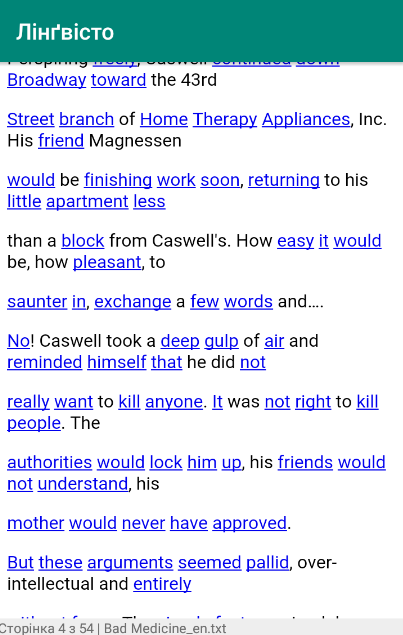 Лінґвісто
Perspiring freely, Caswell continued down
Broadway toward the 43rd
Street branch of Home Therapy Appliances, Inc.
His friend Magnessen
would be finishing work soon, returning to his
little apartment less
than a block from Caswell's. How easy it would
be, how pleasant, to
saunter in, exchange a few words and....
No! Caswell took a deep gulp of air and
reminded himself that he did not
really want to kill anyone. It was not right to kill
people. The
authorities would lock him up, his friends would
not understand, his
mother would never have approved.
But these arguments seemed pallid, over-
intellectual and entirely
Сторінка 4 з 54 | Bad Medicine_en.txt